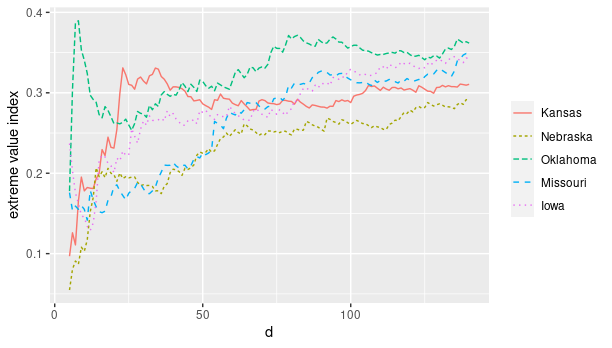 0.4
0.3
0.2
0.1
extreme value index
0
50
100
d
Kansas
Nebraska
Oklahoma
Missouri
Iowa